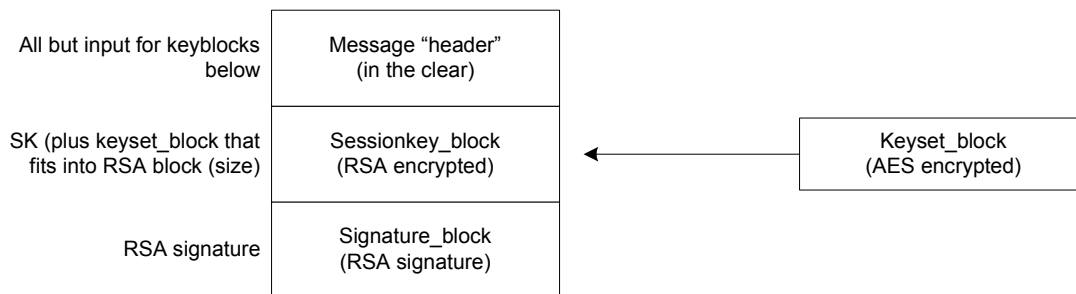 All but input for keyblocks
below
Message “header”
(in the clear)
SK (plus keyset_block that
fits into RSA block (size)
Sessionkey_block
(RSA encrypted)
Keyset_block
(AES encrypted)
RSA signature
Signature_block
(RSA signature)